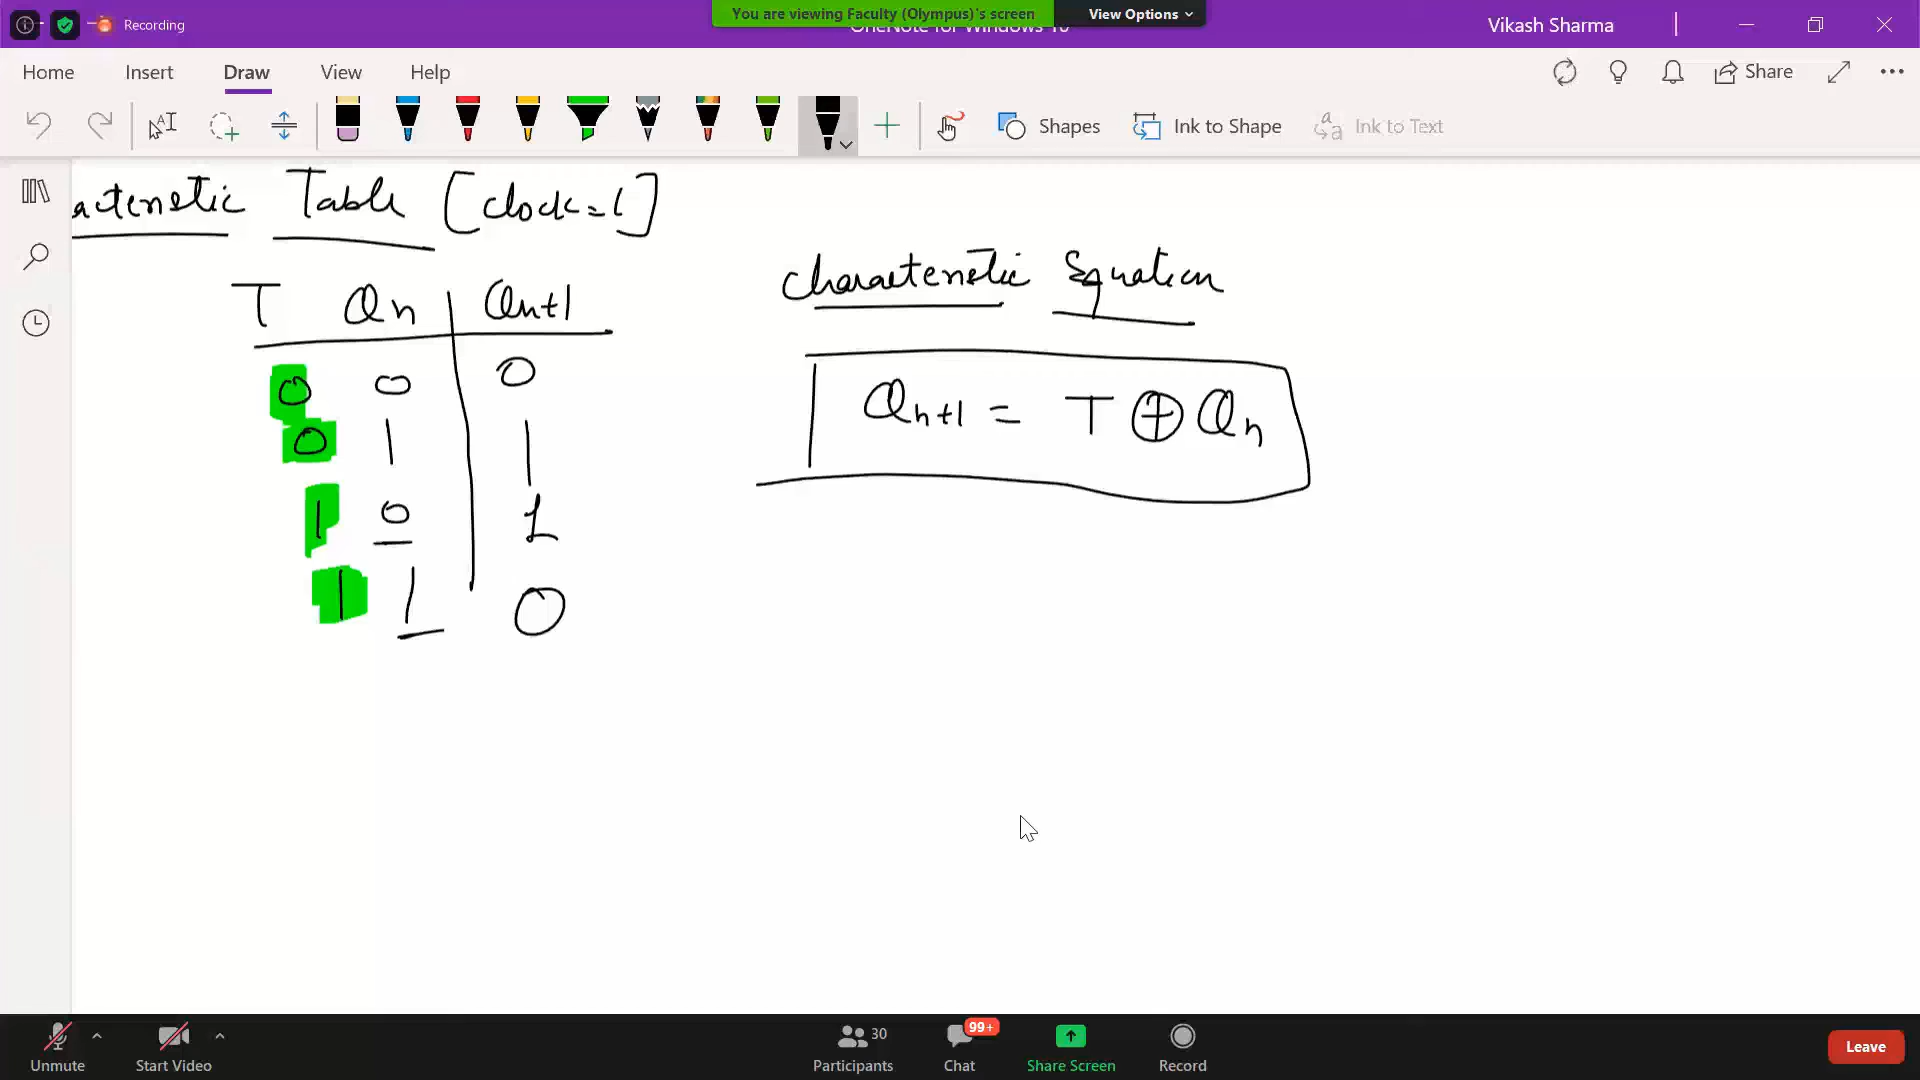 Recording
You are viewing Faculty (Olympus)'s screen
View Options
Vikash Sharma
Home Insert Draw View Help
Share
Shapes Ink to Shape Ink to Text
Table [clock=1]
T Qn Qn+1
0 0 0
0 1 1
1 0 1
1 1 0
Characteristic Equation
Qn+1 = T ⊕ Qn
Unmute
Start Video
30
Participants
99+
Chat
Share Screen
Record
Leave